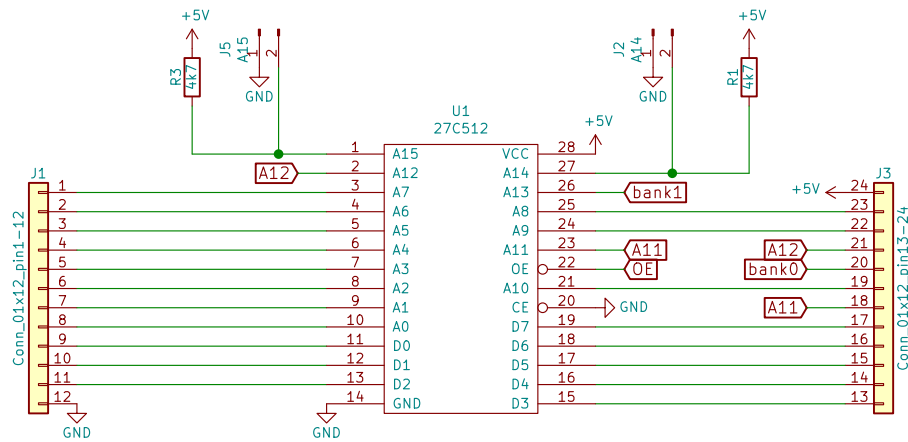 +5V
+5V
J5
A15
1
2
J2
A14
1
2
R3
4k7
R1
4k7
GND
GND
U1
27C512
+5V
1 A15 VCC 28
A12 2 A12 A14 27
J1 J3
1 3 A7 A13 26 bank1 +5V 24
2 4 A6 A8 25 23
3 5 A5 A9 24 22
4 6 A4 A11 23 A11 A12 21
5 7 A3 OE 22 OE bank0 20
6 8 A2 A10 21 19
7 9 A1 CE 20 GND A11 18
8 10 A0 D7 19 17
9 11 D0 D6 18 16
10 12 D1 D5 17 15
11 13 D2 D4 16 14
12 14 GND D3 15 13
GND GND
Conn_01x12_pin1-12
Conn_01x12_pin13-24